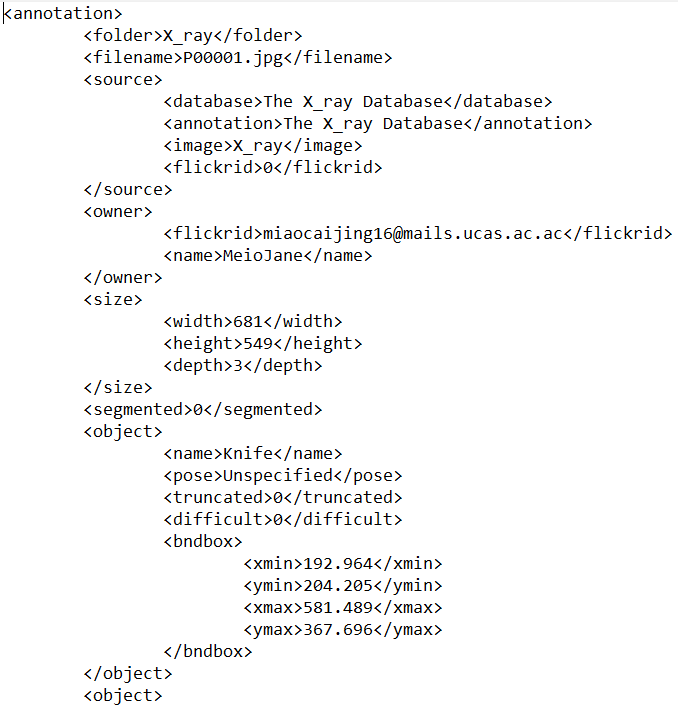 <annotation>
	<folder>X_ray</folder>
	<filename>P00001.jpg</filename>
	<source>
		<database>The X_ray Database</database>
		<annotation>The X_ray Database</annotation>
		<image>X_ray</image>
		<flickrid>0</flickrid>
	</source>
	<owner>
		<flickrid>miaocaijing16@mails.ucas.ac.ac</flickrid>
		<name>MeioJane</name>
	</owner>
	<size>
		<width>681</width>
		<height>549</height>
		<depth>3</depth>
	</size>
	<segmented>0</segmented>
	<object>
		<name>Knife</name>
		<pose>Unspecified</pose>
		<truncated>0</truncated>
		<difficult>0</difficult>
		<bndbox>
			<xmin>192.964</xmin>
			<ymin>204.205</ymin>
			<xmax>581.489</xmax>
			<ymax>367.696</ymax>
		</bndbox>
	</object>
	<object>